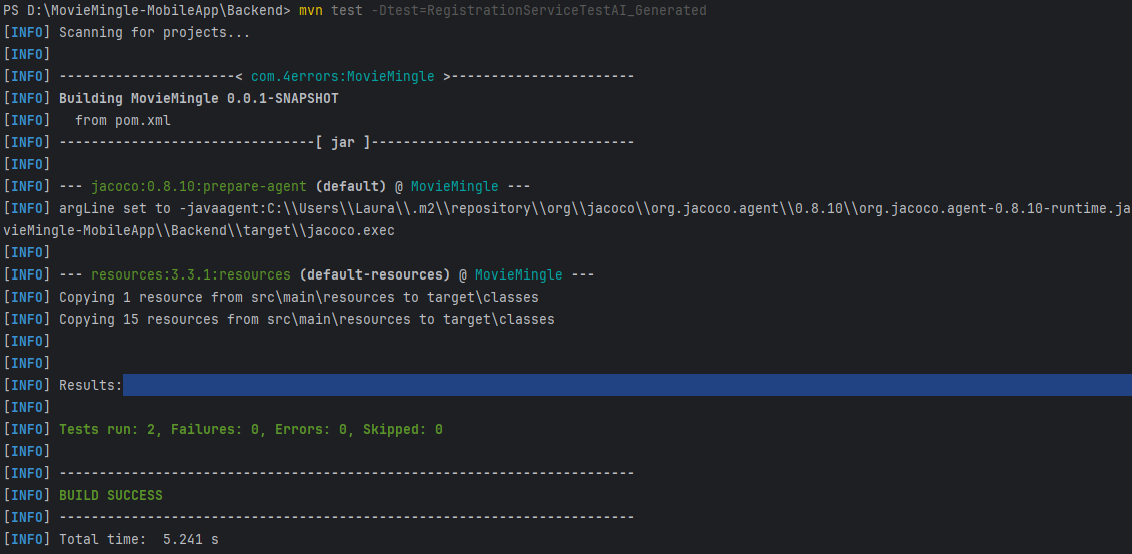 PS D:\MovieMingle-MobileApp\Backend> mvn test -Dtest=RegistrationServiceTestAI_Generated
[INFO] Scanning for projects...
[INFO]
[INFO] ----------------------< com.4errors:MovieMingle >-----------------------
[INFO] Building MovieMingle 0.0.1-SNAPSHOT
[INFO]   from pom.xml
[INFO] --------------------------------[ jar ]---------------------------------
[INFO]
[INFO] --- jacoco:0.8.10:prepare-agent (default) @ MovieMingle ---
[INFO] argLine set to -javaagent:C:\\Users\\Laura\\.m2\\repository\\org\\jacoco\\org.jacoco.agent\\0.8.10\\org.jacoco.agent-0.8.10-runtime.ja
vieMingle-MobileApp\\Backend\\target\\jacoco.exec
[INFO]
[INFO] --- resources:3.3.1:resources (default-resources) @ MovieMingle ---
[INFO] Copying 1 resource from src\main\resources to target\classes
[INFO] Copying 15 resources from src\main\resources to target\classes
[INFO]
[INFO]
[INFO] Results:
[INFO]
[INFO] Tests run: 2, Failures: 0, Errors: 0, Skipped: 0
[INFO]
[INFO] ------------------------------------------------------------------------
[INFO] BUILD SUCCESS
[INFO] ------------------------------------------------------------------------
[INFO] Total time:  5.241 s